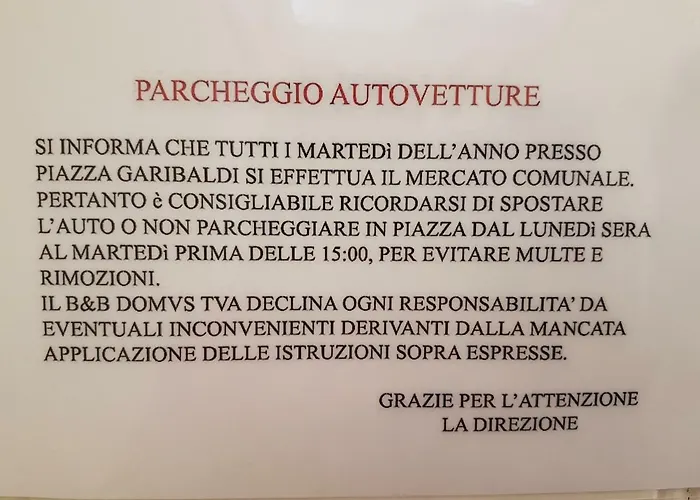 PARCHEGGIO AUTOVETTURE
SI INFORMA CHE TUTTI I MARTEDì DELL'ANNO PRESSO
PIAZZA GARIBALDI SI EFFETTUA IL MERCATO COMUNALE.
PERTANTO è CONSIGLIABILE RICORDARSI DI SPOSTARE
L'AUTO O NON PARCHEGGIARE IN PIAZZA DAL LUNEDì SERA
AL MARTEDì PRIMA DELLE 15:00, PER EVITARE MULTE E
RIMOZIONI.
IL B&B DOMVS TVA DECLINA OGNI RESPONSABILITA' DA
EVENTUALI INCONVENIENTI DERIVANTI DALLA MANCATA
APPLICAZIONE DELLE ISTRUZIONI SOPRA ESPRESSE.
GRAZIE PER L'ATTENZIONE
LA DIREZIONE